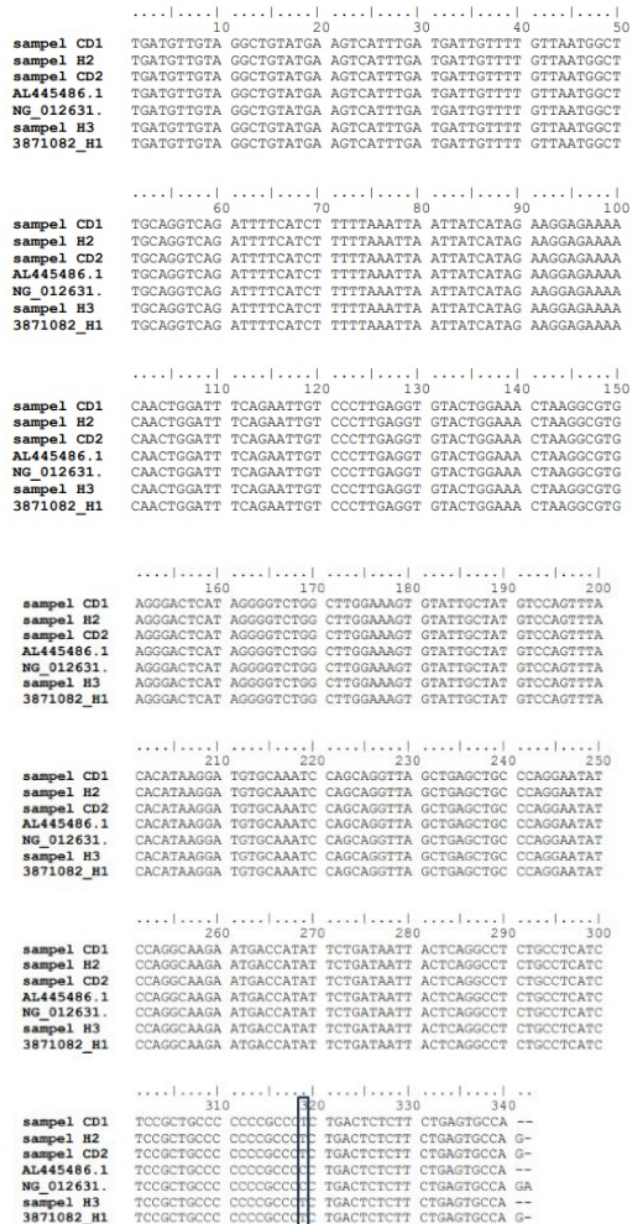 ....|....| ....|....| ....|....| ....|....| ....|....|
10 20 30 40 50
sampel CD1 TGATGTTGTA GGCTGTATGA AGTCATTTGA TGATTGTTTT GTTAATGGCT
sampel H2 TGATGTTGTA GGCTGTATGA AGTCATTTGA TGATTGTTTT GTTAATGGCT
sampel CD2 TGATGTTGTA GGCTGTATGA AGTCATTTGA TGATTGTTTT GTTAATGGCT
AL445486.1 TGATGTTGTA GGCTGTATGA AGTCATTTGA TGATTGTTTT GTTAATGGCT
NG_012631. TGATGTTGTA GGCTGTATGA AGTCATTTGA TGATTGTTTT GTTAATGGCT
sampel H3 TGATGTTGTA GGCTGTATGA AGTCATTTGA TGATTGTTTT GTTAATGGCT
3871082_H1 TGATGTTGTA GGCTGTATGA AGTCATTTGA TGATTGTTTT GTTAATGGCT
....|....| ....|....| ....|....| ....|....| ....|....|
60 70 80 90 100
sampel CD1 TGCAGGTCAG ATTTTCATCT TTTTAAATTA ATTATCATAG AAGGAGAAAA
sampel H2 TGCAGGTCAG ATTTTCATCT TTTTAAATTA ATTATCATAG AAGGAGAAAA
sampel CD2 TGCAGGTCAG ATTTTCATCT TTTTAAATTA ATTATCATAG AAGGAGAAAA
AL445486.1 TGCAGGTCAG ATTTTCATCT TTTTAAATTA ATTATCATAG AAGGAGAAAA
NG_012631. TGCAGGTCAG ATTTTCATCT TTTTAAATTA ATTATCATAG AAGGAGAAAA
sampel H3 TGCAGGTCAG ATTTTCATCT TTTTAAATTA ATTATCATAG AAGGAGAAAA
3871082_H1 TGCAGGTCAG ATTTTCATCT TTTTAAATTA ATTATCATAG AAGGAGAAAA
....|....| ....|....| ....|....| ....|....| ....|....|
110 120 130 140 150
sampel CD1 CAACTGGATT TCAGAATTGT CCCTTGAGGT GTACTGGAAA CTAAGGCGTG
sampel H2 CAACTGGATT TCAGAATTGT CCCTTGAGGT GTACTGGAAA CTAAGGCGTG
sampel CD2 CAACTGGATT TCAGAATTGT CCCTTGAGGT GTACTGGAAA CTAAGGCGTG
AL445486.1 CAACTGGATT TCAGAATTGT CCCTTGAGGT GTACTGGAAA CTAAGGCGTG
NG_012631. CAACTGGATT TCAGAATTGT CCCTTGAGGT GTACTGGAAA CTAAGGCGTG
sampel H3 CAACTGGATT TCAGAATTGT CCCTTGAGGT GTACTGGAAA CTAAGGCGTG
3871082_H1 CAACTGGATT TCAGAATTGT CCCTTGAGGT GTACTGGAAA CTAAGGCGTG
....|....| ....|....| ....|....| ....|....| ....|....|
160 170 180 190 200
sampel CD1 AGGGACTCAT AGGGGTCTGG CTTGGAAAGT GTATTGCTAT GTCCAGTTTA
sampel H2 AGGGACTCAT AGGGGTCTGG CTTGGAAAGT GTATTGCTAT GTCCAGTTTA
sampel CD2 AGGGACTCAT AGGGGTCTGG CTTGGAAAGT GTATTGCTAT GTCCAGTTTA
AL445486.1 AGGGACTCAT AGGGGTCTGG CTTGGAAAGT GTATTGCTAT GTCCAGTTTA
NG_012631. AGGGACTCAT AGGGGTCTGG CTTGGAAAGT GTATTGCTAT GTCCAGTTTA
sampel H3 AGGGACTCAT AGGGGTCTGG CTTGGAAAGT GTATTGCTAT GTCCAGTTTA
3871082_H1 AGGGACTCAT AGGGGTCTGG CTTGGAAAGT GTATTGCTAT GTCCAGTTTA
....|....| ....|....| ....|....| ....|....| ....|....|
210 220 230 240 250
sampel CD1 CACATAAGGA TGTGCAAATC CAGCAGGTTA GCTGAGCTGC CCAGGAATAT
sampel H2 CACATAAGGA TGTGCAAATC CAGCAGGTTA GCTGAGCTGC CCAGGAATAT
sampel CD2 CACATAAGGA TGTGCAAATC CAGCAGGTTA GCTGAGCTGC CCAGGAATAT
AL445486.1 CACATAAGGA TGTGCAAATC CAGCAGGTTA GCTGAGCTGC CCAGGAATAT
NG_012631. CACATAAGGA TGTGCAAATC CAGCAGGTTA GCTGAGCTGC CCAGGAATAT
sampel H3 CACATAAGGA TGTGCAAATC CAGCAGGTTA GCTGAGCTGC CCAGGAATAT
3871082_H1 CACATAAGGA TGTGCAAATC CAGCAGGTTA GCTGAGCTGC CCAGGAATAT
....|....| ....|....| ....|....| ....|....| ....|....|
260 270 280 290 300
sampel CD1 CCAGGCAAGA ATGACCATAT TCTGATAATT ACTCAGGCCT CTGCCTCATC
sampel H2 CCAGGCAAGA ATGACCATAT TCTGATAATT ACTCAGGCCT CTGCCTCATC
sampel CD2 CCAGGCAAGA ATGACCATAT TCTGATAATT ACTCAGGCCT CTGCCTCATC
AL445486.1 CCAGGCAAGA ATGACCATAT TCTGATAATT ACTCAGGCCT CTGCCTCATC
NG_012631. CCAGGCAAGA ATGACCATAT TCTGATAATT ACTCAGGCCT CTGCCTCATC
sampel H3 CCAGGCAAGA ATGACCATAT TCTGATAATT ACTCAGGCCT CTGCCTCATC
3871082_H1 CCAGGCAAGA ATGACCATAT TCTGATAATT ACTCAGGCCT CTGCCTCATC
....|....| ....|....| ....|....| ....|....| ..
310 320 330 340
sampel CD1 TCCGCTGCCC CCCCGCCCTC TGACTCTCTT CTGAGTGCCA --
sampel H2 TCCGCTGCCC CCCCGCCCTC TGACTCTCTT CTGAGTGCCA G-
sampel CD2 TCCGCTGCCC CCCCGCCCTC TGACTCTCTT CTGAGTGCCA --
AL445486.1 TCCGCTGCCC CCCCGCCCCC TGACTCTCTT CTGAGTGCCA --
NG_012631. TCCGCTGCCC CCCCGCCCCC TGACTCTCTT CTGAGTGCCA GA
sampel H3 TCCGCTGCCC CCCCGCCCTC TGACTCTCTT CTGAGTGCCA --
3871082_H1 TCCGCTGCCC CCCCGCCCTC TGACTCTCTT CTGAGTGCCA G-